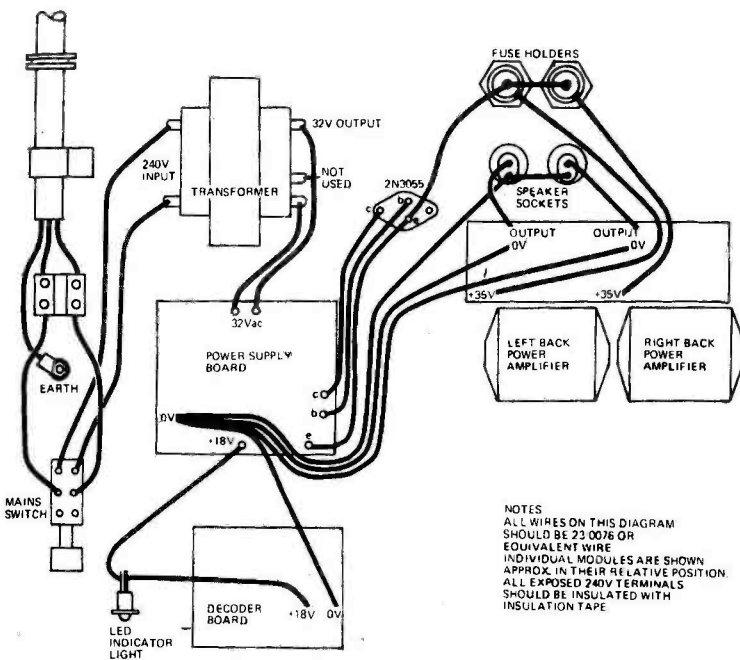 FUSE HOLDERS
32V OUTPUT
240V
INPUT
TRANSFORMER
NOT
USED
2N3055
c
b
e
SPEAKER
SOCKETS
OUTPUT
0V
OUTPUT
0V
+35V
+35V
32Vac
POWER SUPPLY
BOARD
LEFT BACK
POWER
AMPLIFIER
RIGHT BACK
POWER
AMPLIFIER
EARTH
c
b
e
0V
+18V
MAINS
SWITCH
NOTES
ALL WIRES ON THIS DIAGRAM
SHOULD BE 23 0076 OR
EQUIVALENT WIRE
INDIVIDUAL MODULES ARE SHOWN
APPROX. IN THEIR RELATIVE POSITION.
ALL EXPOSED 240V TERMINALS
SHOULD BE INSULATED WITH
INSULATION TAPE
DECODER
BOARD
+18V
0V
LED
INDICATOR
LIGHT